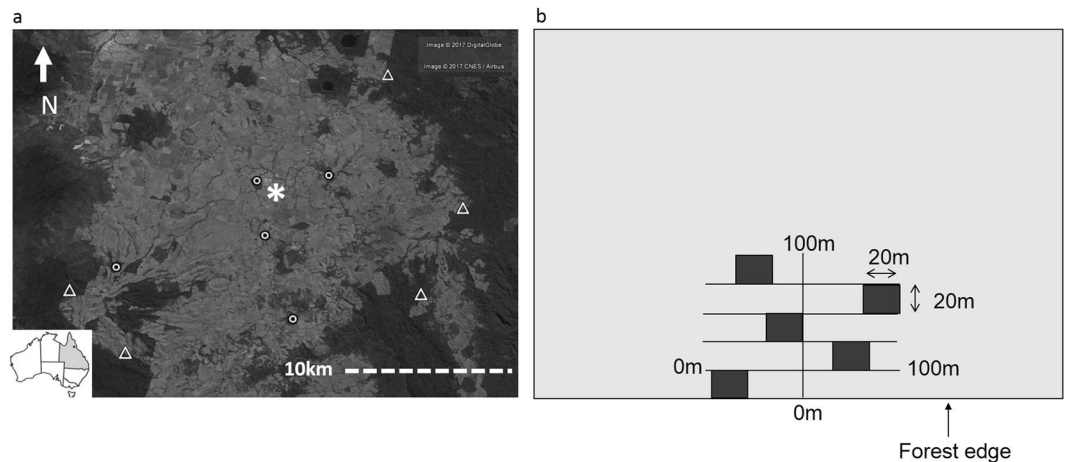 a
Image © 2017 DigitalGlobe
Image © 2017 CNES / Airbus
N
10km
b
100m
20m
20m
0m
100m
0m
Forest edge